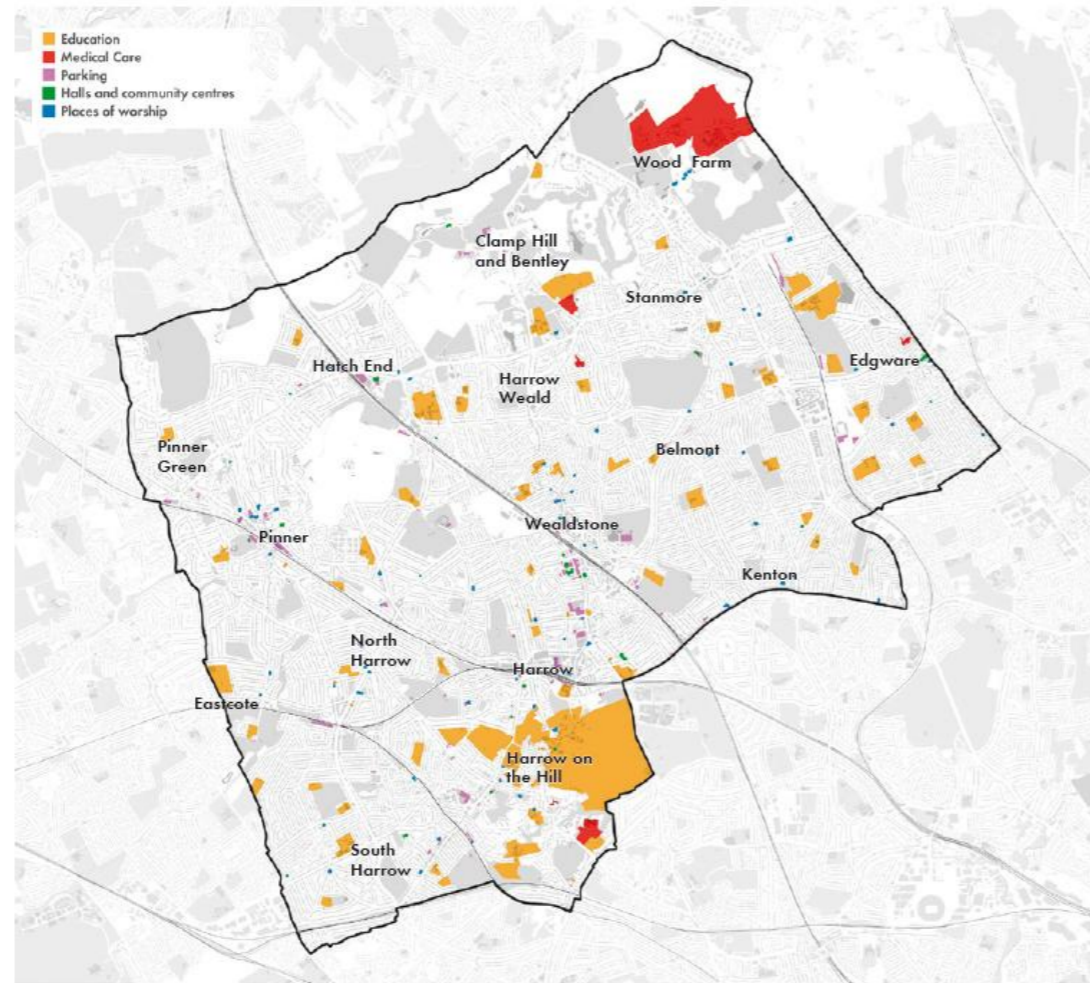 Education
Medical Care
Parking
Halls and community centres
Places of worship
Wood Farm
Clamp Hill
and Bentley
Stanmore
Hatch End
Edgware
Harrow
Weald
Pinner
Green
Belmont
Wealdstone
Pinner
Kenton
North
Harrow
Harrow
Eastcote
Harrow on
the Hill
South
Harrow